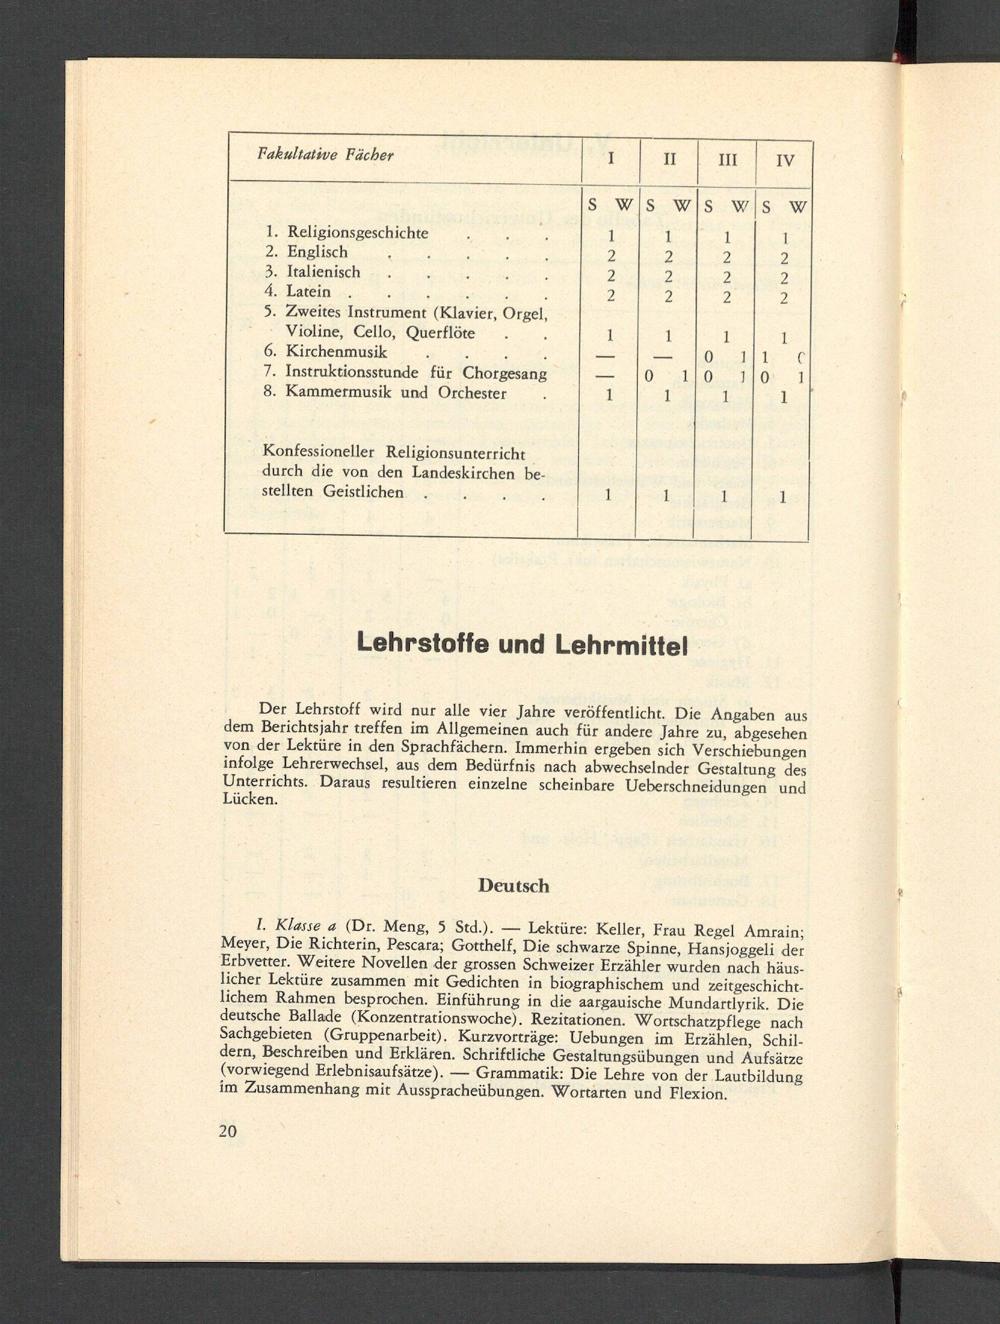 Fakultative Fächer I II III IV
S W S W S W S W
1. Religionsgeschichte . . . 1 1 1 1
2. Englisch . . . . . 2 2 2 2
3. Italienisch . . . . . 2 2 2 2
4. Latein . . . . . . 2 2 2 2
5. Zweites Instrument (Klavier, Orgel,
Violine, Cello, Querflöte . . 1 1 1 1
6. Kirchenmusik . . . . — — 0 1 1
7. Instruktionsstunde für Chorgesang — 0 1 0 1 0 1
8. Kammermusik und Orchester . 1 1 1 1
Konfessioneller Religionsunterricht
durch die von den Landeskirchen be-
stellten Geistlichen . . . . 1 1 1 1
Lehrstoffe und Lehrmittel
Der Lehrstoff wird nur alle vier Jahre veröffentlicht. Die Angaben aus
dem Berichtsjahr treffen im Allgemeinen auch für andere Jahre zu, abgesehen
von der Lektüre in den Sprachfächern. Immerhin ergeben sich Verschiebungen
infolge Lehrerwechsel, aus dem Bedürfnis nach abwechselnder Gestaltung des
Unterrichts. Daraus resultieren einzelne scheinbare Ueberschneidungen und
Lücken.
Deutsch
I. Klasse a (Dr. Meng, 5 Std.). — Lektüre: Keller, Frau Regel Amrain;
Meyer, Die Richterin, Pescara; Gotthelf, Die schwarze Spinne, Hansjoggeli der
Erbvetter. Weitere Novellen der grossen Schweizer Erzähler wurden nach häus-
licher Lektüre zusammen mit Gedichten in biographischem und zeitgeschicht-
lichem Rahmen besprochen. Einführung in die aargauische Mundartlyrik. Die
deutsche Ballade (Konzentrationswoche). Rezitationen. Wortschatzpflege nach
Sachgebieten (Gruppenarbeit). Kurzvorträge: Uebungen im Erzählen, Schil-
dern, Beschreiben und Erklären. Schriftliche Gestaltungsübungen und Aufsätze
(vorwiegend Erlebnisaufsätze). — Grammatik: Die Lehre von der Lautbildung
im Zusammenhang mit Ausspracheübungen. Wortarten und Flexion.
20